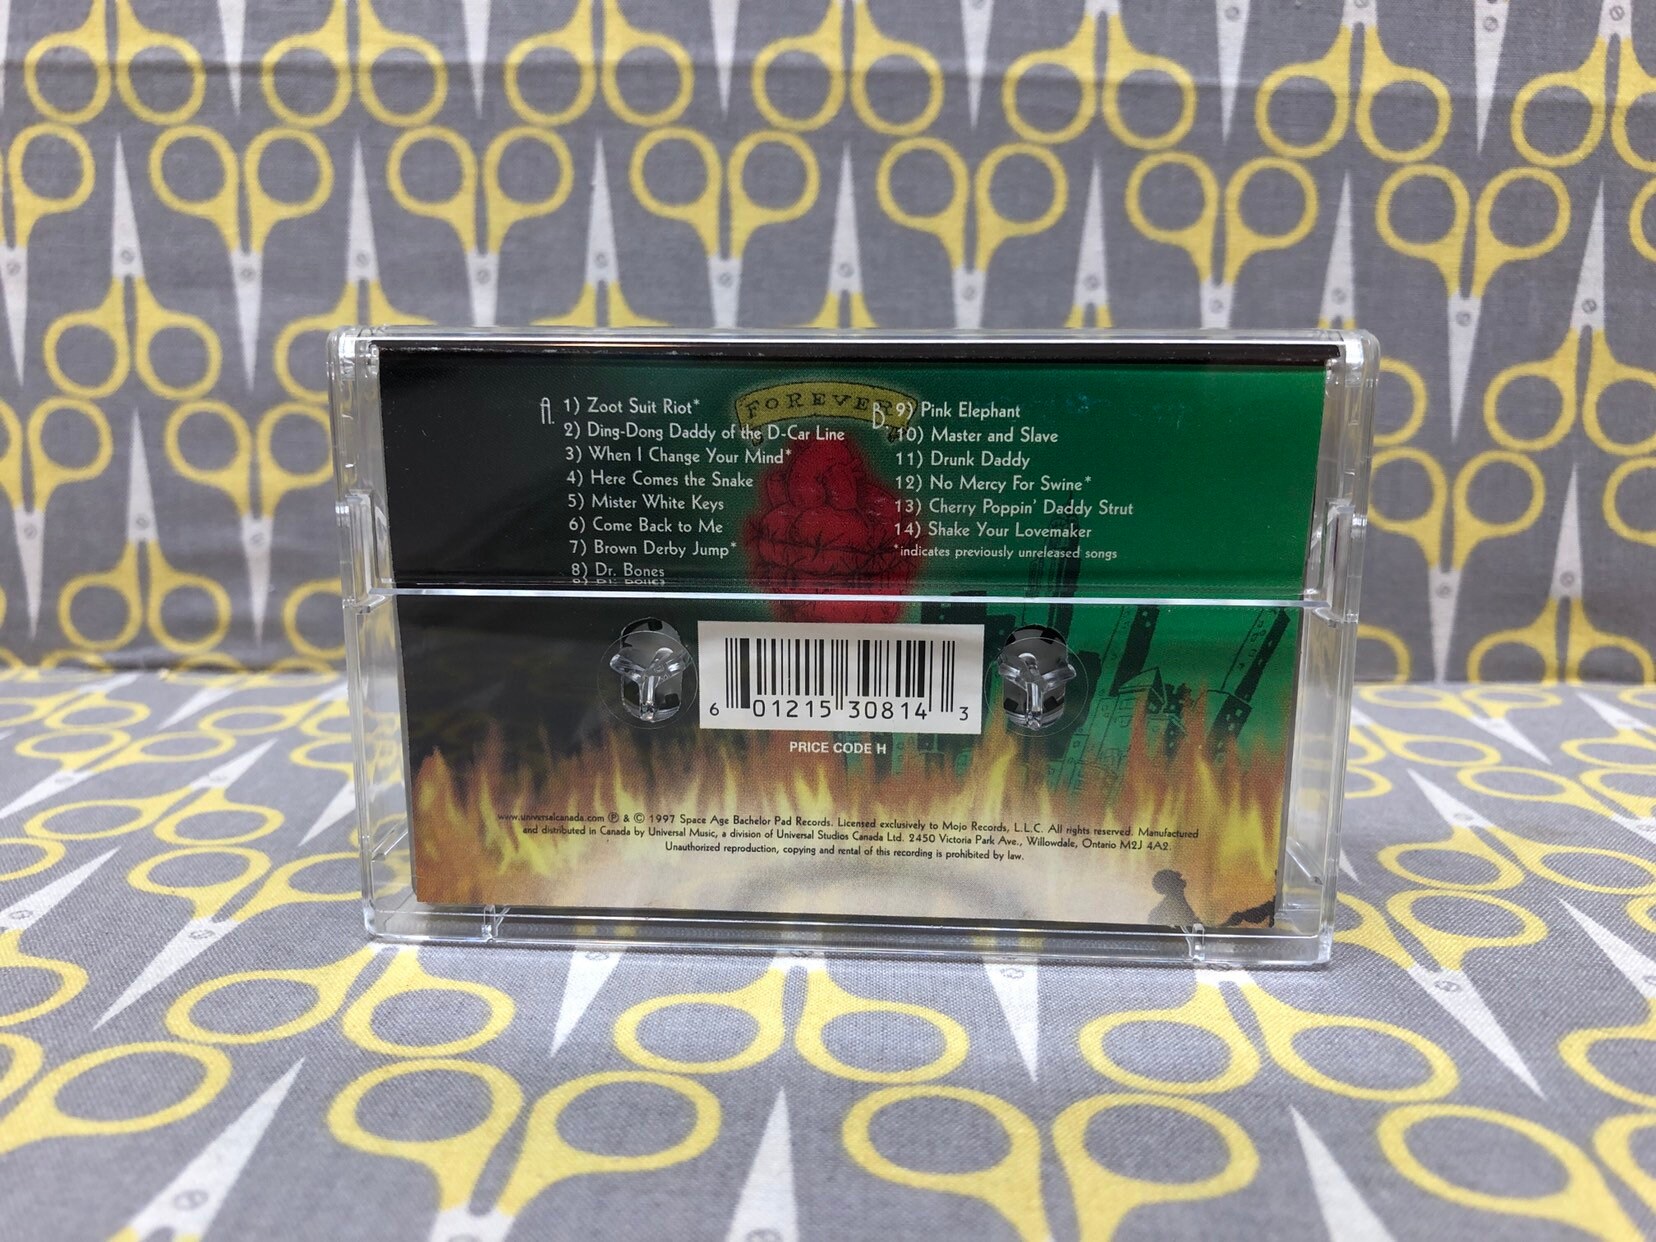 FOREVER
A.
1) Zoot Suit Riot*
2) Ding-Dong Daddy of the D-Car Line
3) When I Change Your Mind*
4) Here Comes the Snake
5) Mister White Keys
6) Come Back to Me
7) Brown Derby Jump*
8) Dr. Bones
B.
9) Pink Elephant
10) Master and Slave
11) Drunk Daddy
12) No Mercy For Swine*
13) Cherry Poppin' Daddy Strut
14) Shake Your Lovemaker
*indicates previously unreleased songs
6 01215 30814 3
PRICE CODE H
www.universalcanada.com ℗ & © 1997 Space Age Bachelor Pad Records. Licensed exclusively to Mojo Records, L.L.C. All rights reserved. Manufactured
and distributed in Canada by Universal Music, a division of Universal Studios Canada Ltd. 2450 Victoria Park Ave., Willowdale, Ontario M2J 4A2.
Unauthorized reproduction, copying and rental of this recording is prohibited by law.